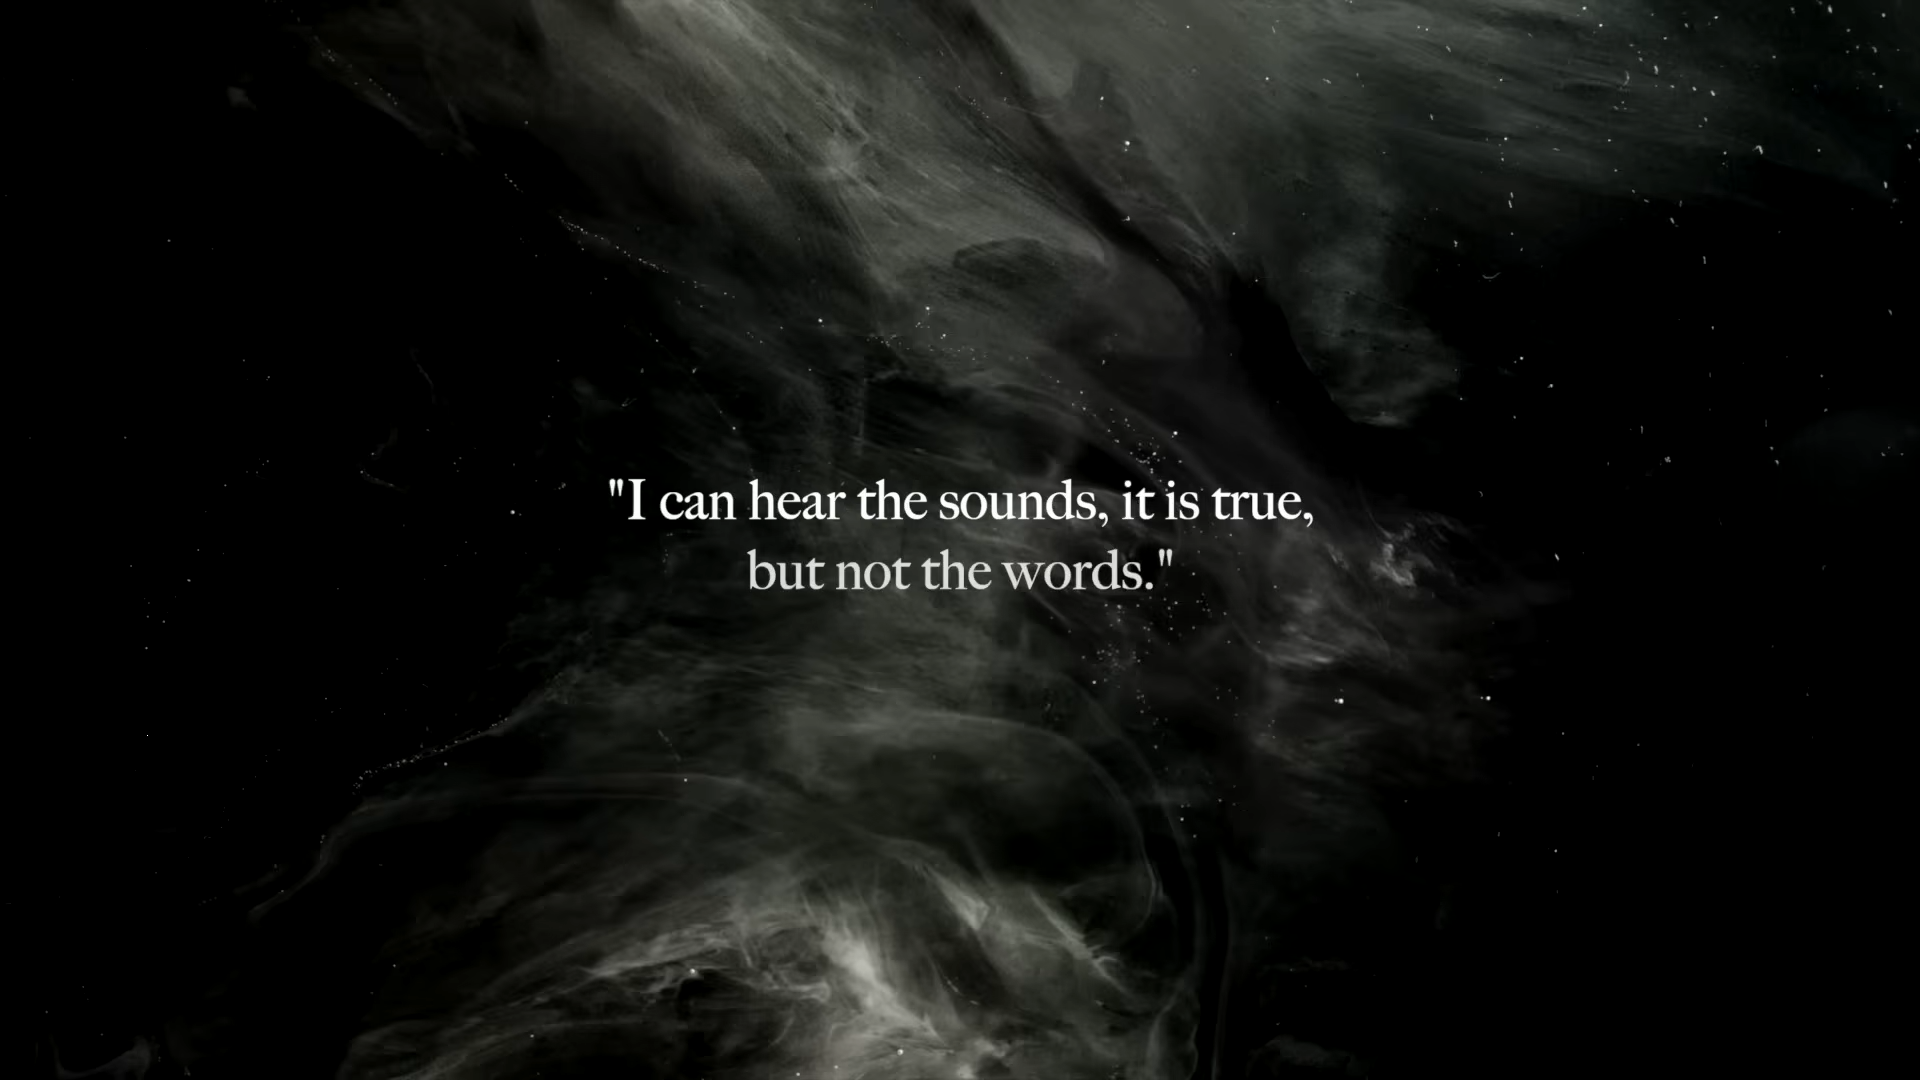 "I can hear the sounds, it is true,
but not the words."